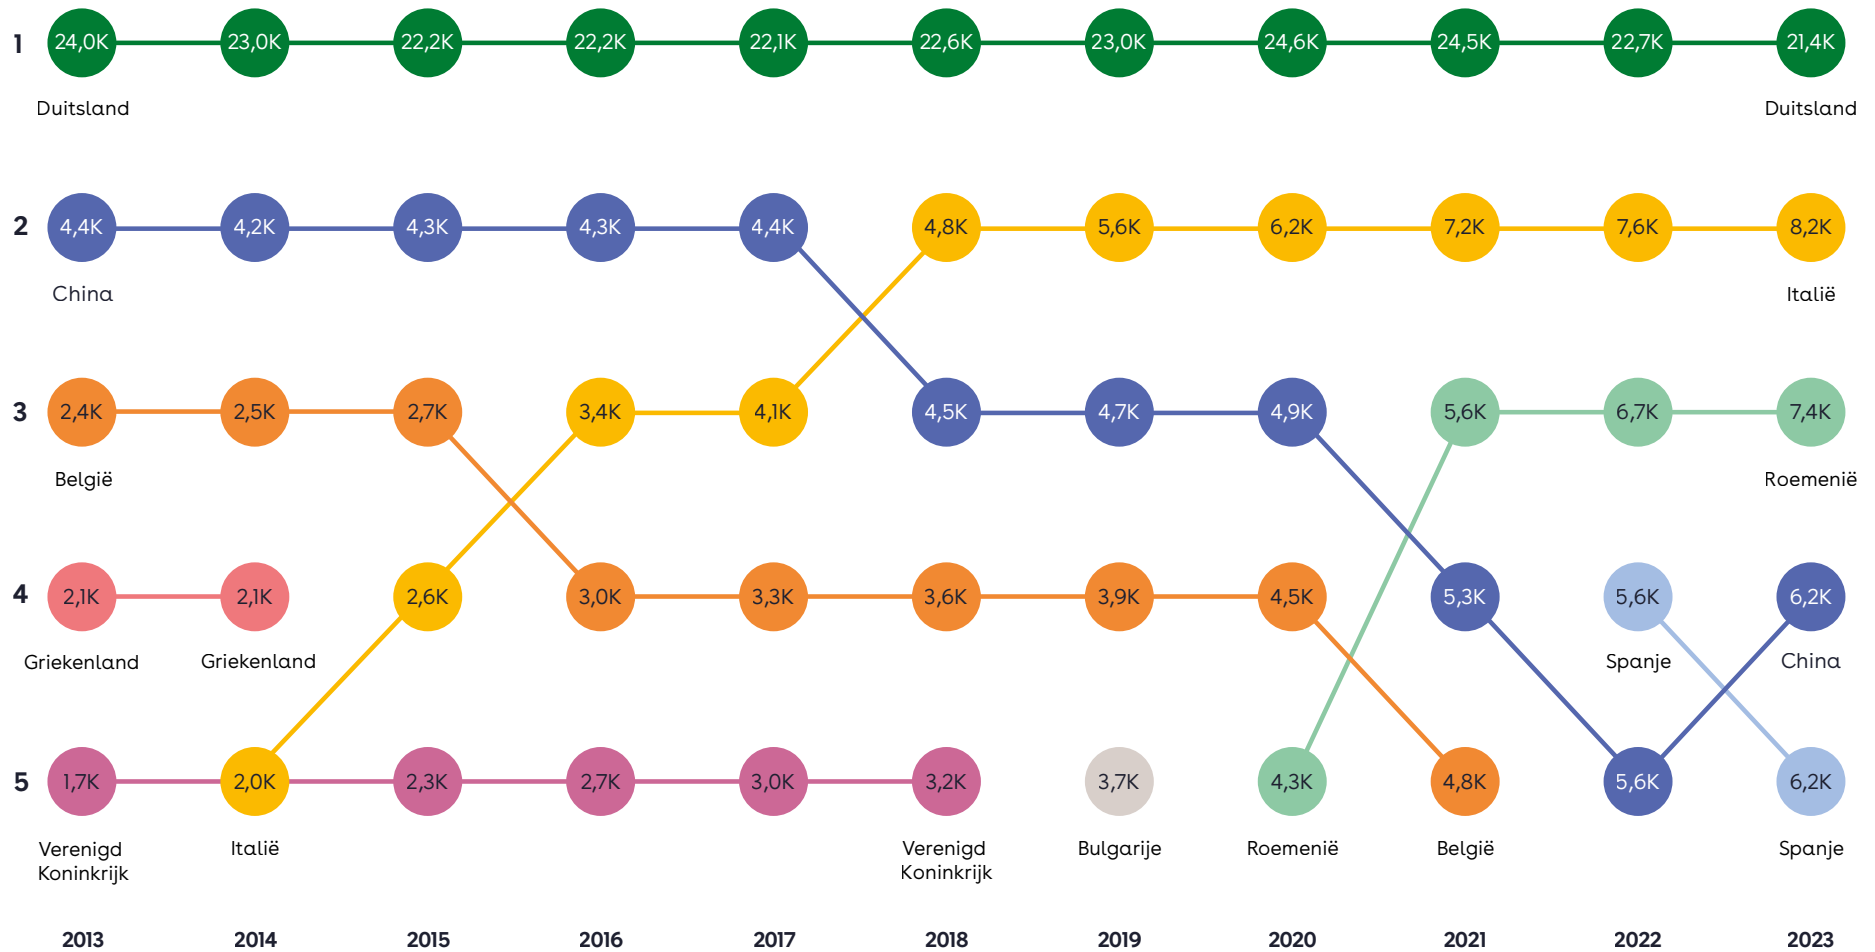 1 24,0K 23,0K 22,2K 22,2K 22,1K 22,6K 23,0K 24,6K 24,5K 22,7K 21,4K
Duitsland Duitsland
2 4,4K 4,2K 4,3K 4,3K 4,4K 4,8K 5,6K 6,2K 7,2K 7,6K 8,2K
China Italië
3 2,4K 2,5K 2,7K 3,4K 4,1K 4,5K 4,7K 4,9K 5,6K 6,7K 7,4K
België Roemenië
4 2,1K 2,1K 2,6K 3,0K 3,3K 3,6K 3,9K 4,5K 5,3K 5,6K 6,2K
Griekenland Griekenland Spanje China
5 1,7K 2,0K 2,3K 2,7K 3,0K 3,2K 3,7K 4,3K 4,8K 5,6K 6,2K
Verenigd Italië Verenigd Bulgarije Roemenië België Spanje
Koninkrijk Koninkrijk
2013 2014 2015 2016 2017 2018 2019 2020 2021 2022 2023